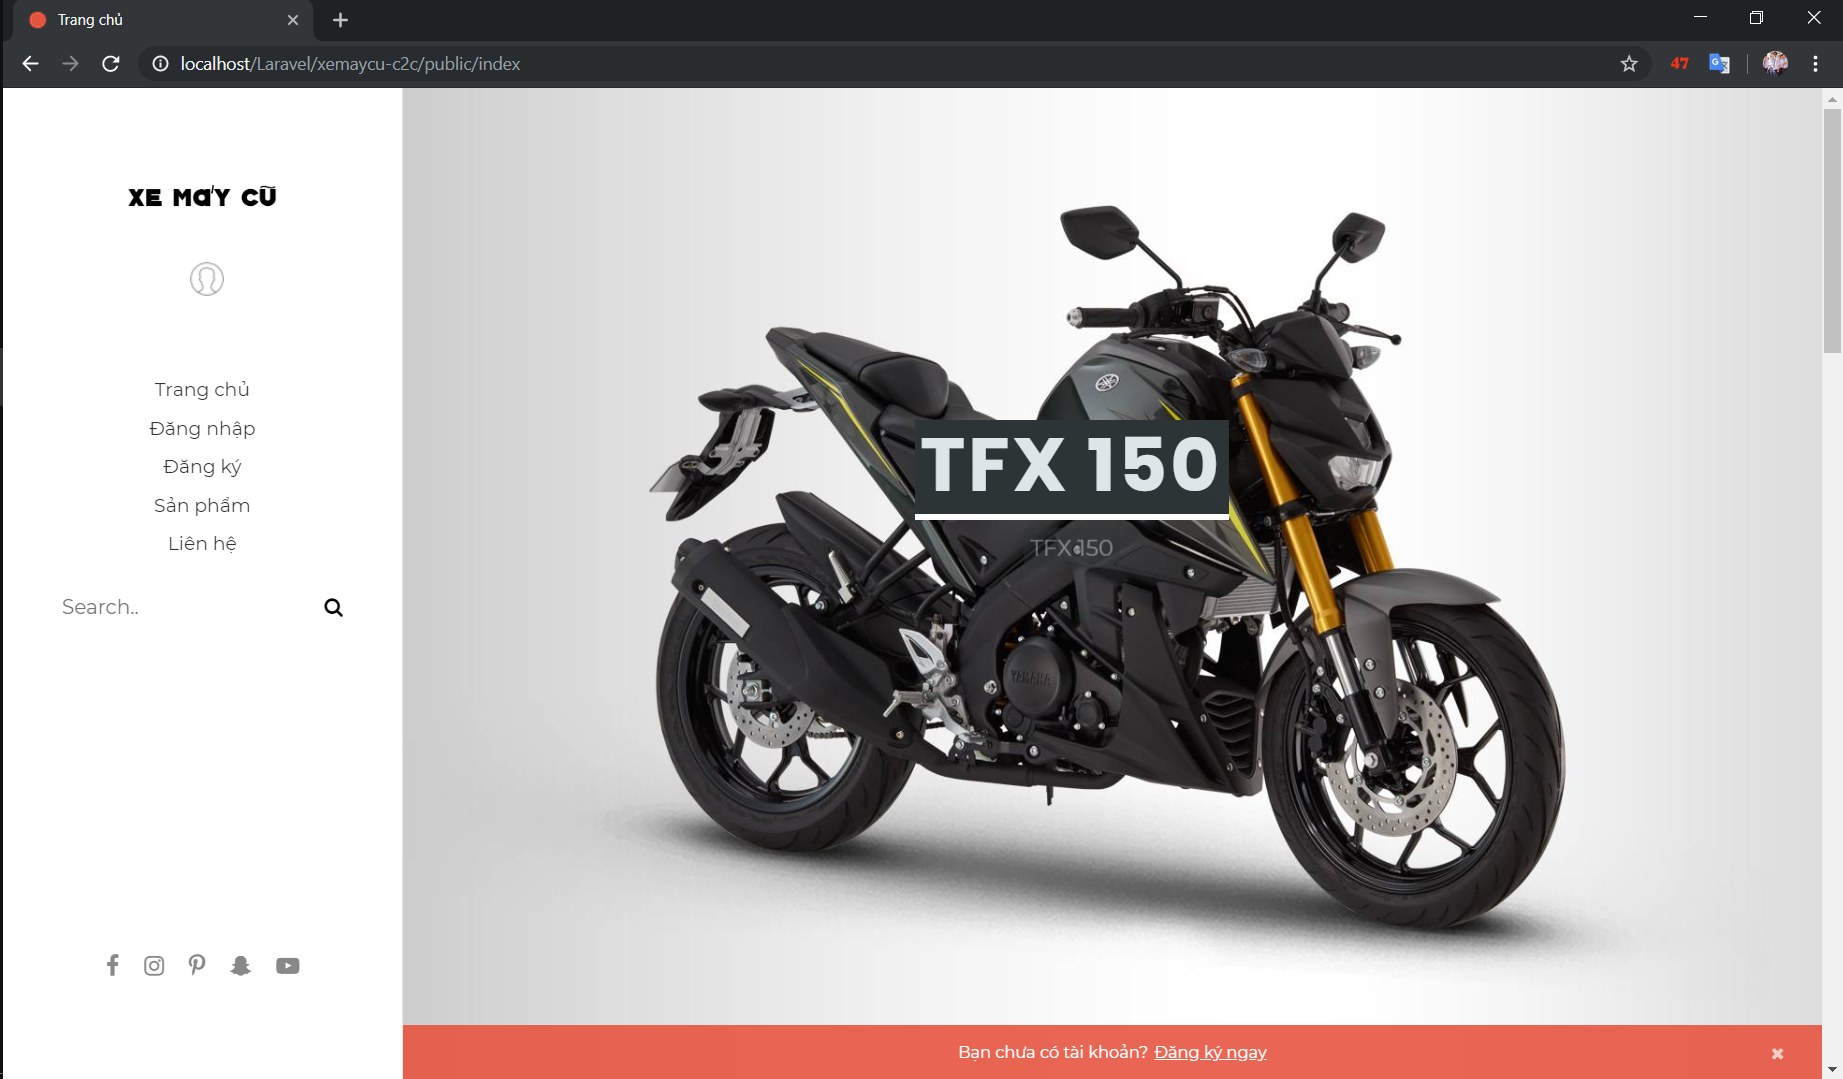 Trang chủ
localhost/Laravel/xemaycu-c2c/public/index
47
XE MÁY CŨ
Trang chủ
Đăng nhập
Đăng ký
Sản phẩm
Liên hệ
Search..
TFX 150
TFX 150
YAMAHA
Bạn chưa có tài khoản? Đăng ký ngay